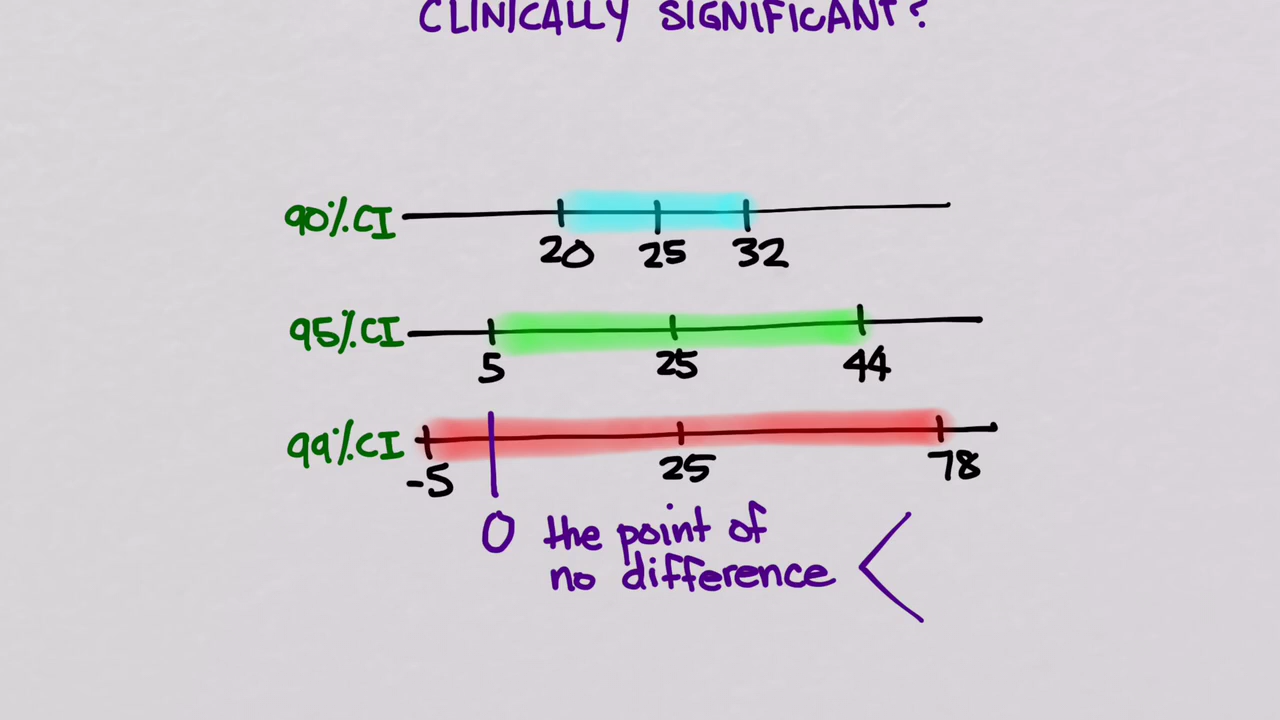 CLINICALLY SIGNIFICANT?
90%CI
20 25 32
95%CI
5 25 44
99%CI
-5 25 78
0 the point of
no difference